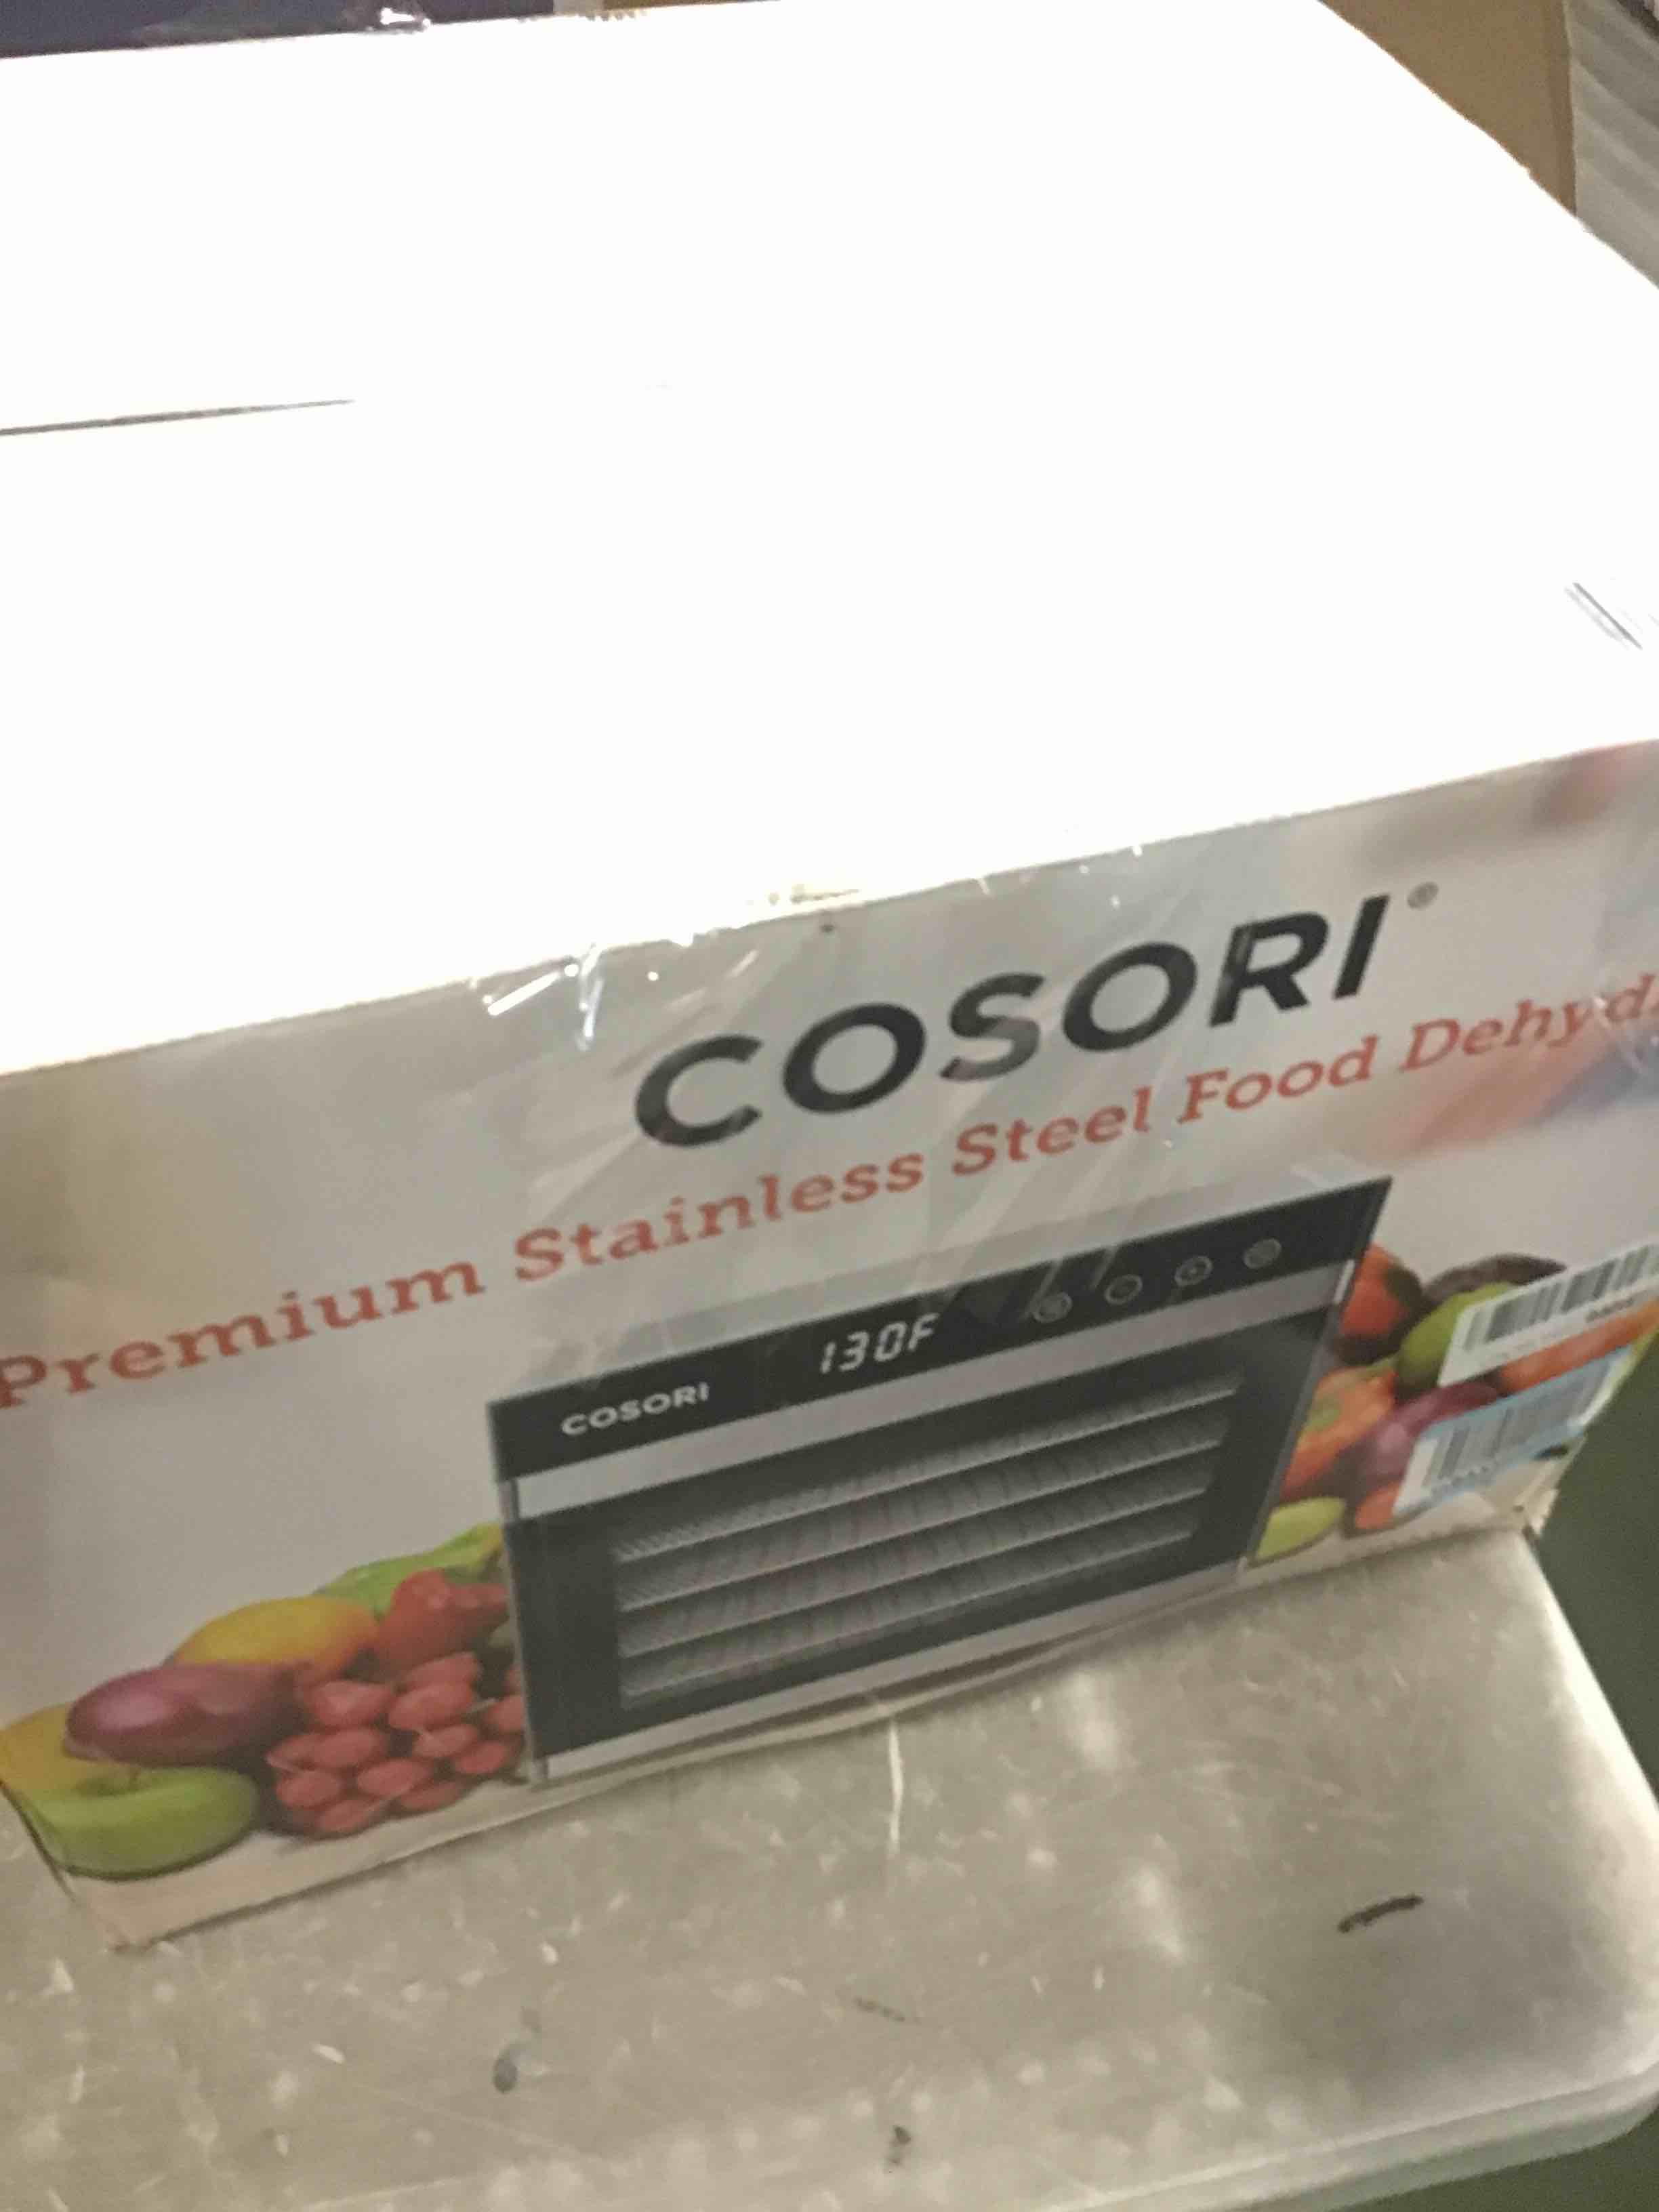 COSORI®
Premium Stainless Steel Food Dehyd
130F
COSORI